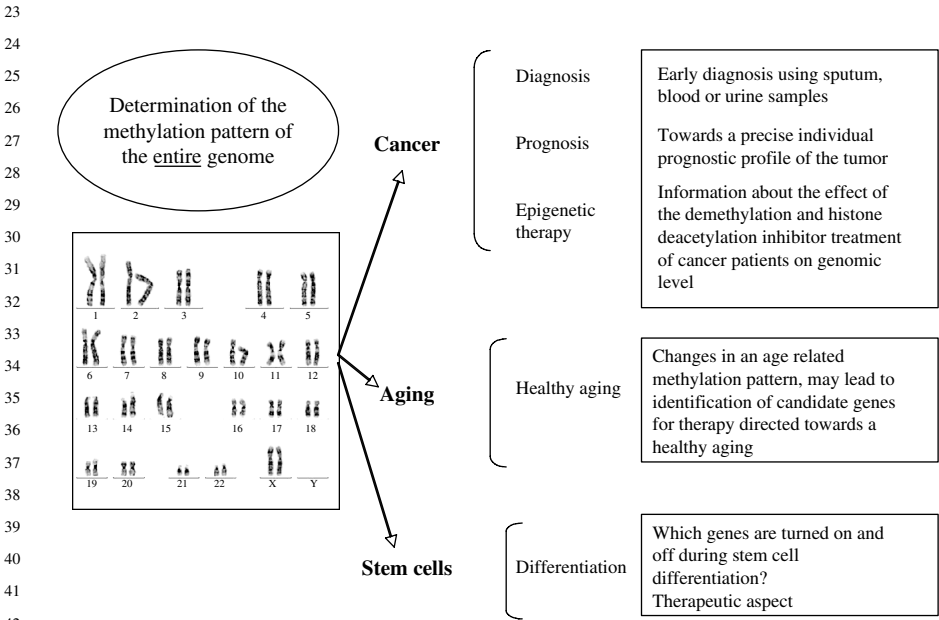 23
24
25
26
27
28
29
30
31
32
33
34
35
36
37
38
39
40
41
Determination of the
methylation pattern of
the entire genome
1 2 3 4 5
6 7 8 9 10 11 12
13 14 15 16 17 18
19 20 21 22 X Y
Cancer
Diagnosis
Prognosis
Epigenetic
therapy
Early diagnosis using sputum,
blood or urine samples
Towards a precise individual
prognostic profile of the tumor
Information about the effect of
the demethylation and histone
deacetylation inhibitor treatment
of cancer patients on genomic
level
Aging
Healthy aging
Changes in an age related
methylation pattern, may lead to
identification of candidate genes
for therapy directed towards a
healthy aging
Stem cells
Differentiation
Which genes are turned on and
off during stem cell
differentiation?
Therapeutic aspect